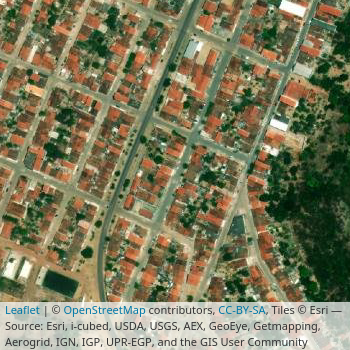 Leaflet | © OpenStreetMap contributors, CC-BY-SA, Tiles © Esri —
Source: Esri, i-cubed, USDA, USGS, AEX, GeoEye, Getmapping,
Aerogrid, IGN, IGP, UPR-EGP, and the GIS User Community